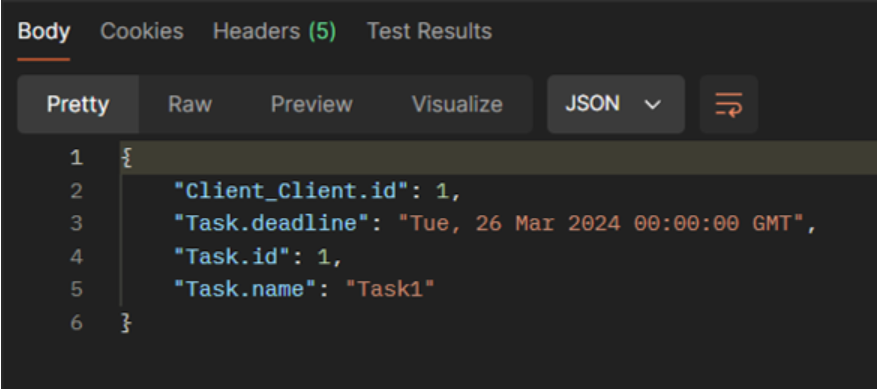 Body Cookies Headers (5) Test Results
Pretty Raw Preview Visualize JSON
1 {
2 "Client_Client.id": 1,
3 "Task.deadline": "Tue, 26 Mar 2024 00:00:00 GMT",
4 "Task.id": 1,
5 "Task.name": "Task1"
6 }